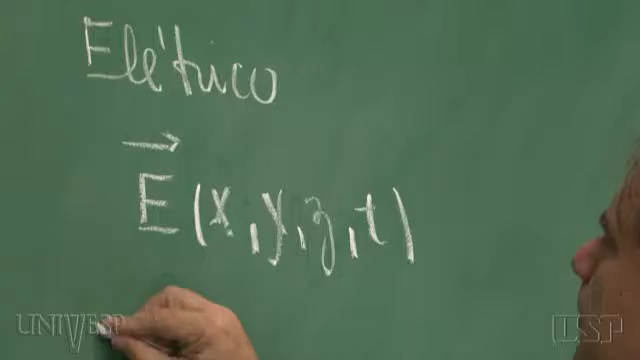 Elétrico
E⃗ (x, y, z, t)
UNIVESP
USP